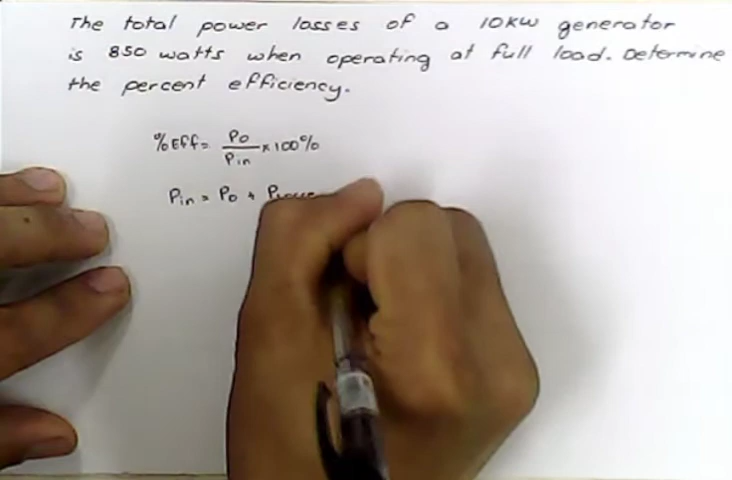 The total power losses of a 10KW generator
is 850 watts when operating at full load. Determine
the percent efficiency.
%Eff= Po/Pin x 100%
Pin = Po +